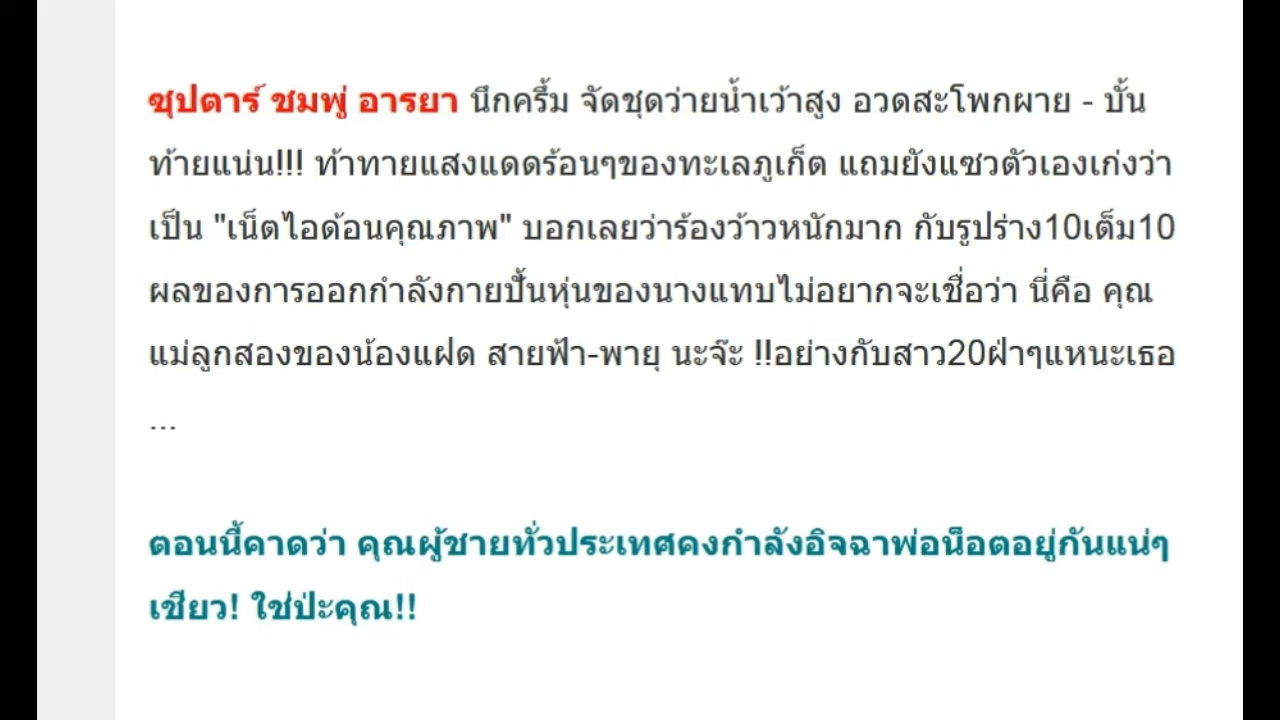 ซุปตาร์ ชมพู่ อารยา นึกครึ้ม จัดชุดว่ายน้ำเว้าสูง อวดสะโพกผาย - บั้น
ท้ายแน่น!!! ท้าทายแสงแดดร้อนๆของทะเลภูเก็ต แถมยังแซวตัวเองเก่งว่า
เป็น "เน็ตไอด้อนคุณภาพ" บอกเลยว่าร้องว้าวหนักมาก กับรูปร่าง10เต็ม10
ผลของการออกกำลังกายปั้นหุ่นของนางแทบไม่อยากจะเชื่อว่า นี่คือ คุณ
แม่ลูกสองของน้องแฝด สายฟ้า-พายุ นะจ๊ะ !!อย่างกับสาว20ฝ่าๆแหนะเธอ
...
ตอนนี้คาดว่า คุณผู้ชายทั่วประเทศคงกำลังอิจฉาพ่อน็อตอยู่กันแน่ๆ
เชียว! ใช่ป่ะคุณ!!